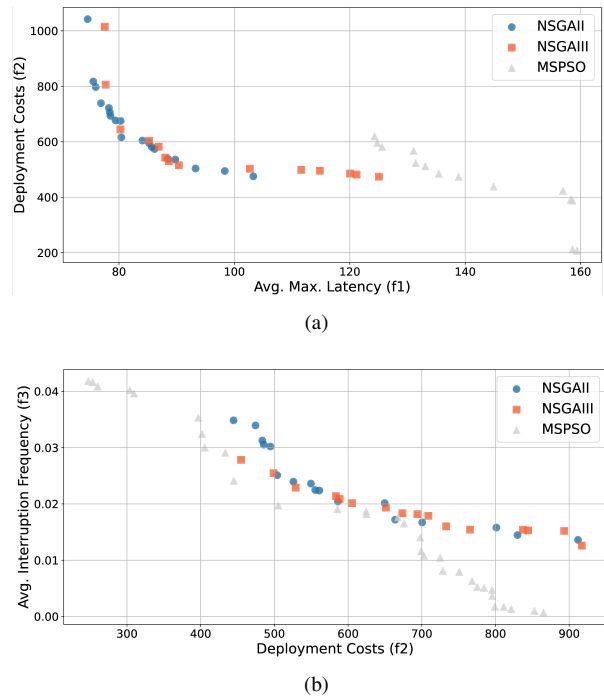 1000
800
600
400
200
Deployment Costs (f2)
NSGAII
NSGAIII
MSPSO
80
100
120
140
160
Avg. Max. Latency (f1)
(a)
0.04
0.03
0.02
0.01
0.00
Avg. Interruption Frequency (f3)
NSGAII
NSGAIII
MSPSO
300
400
500
600
700
800
900
Deployment Costs (f2)
(b)